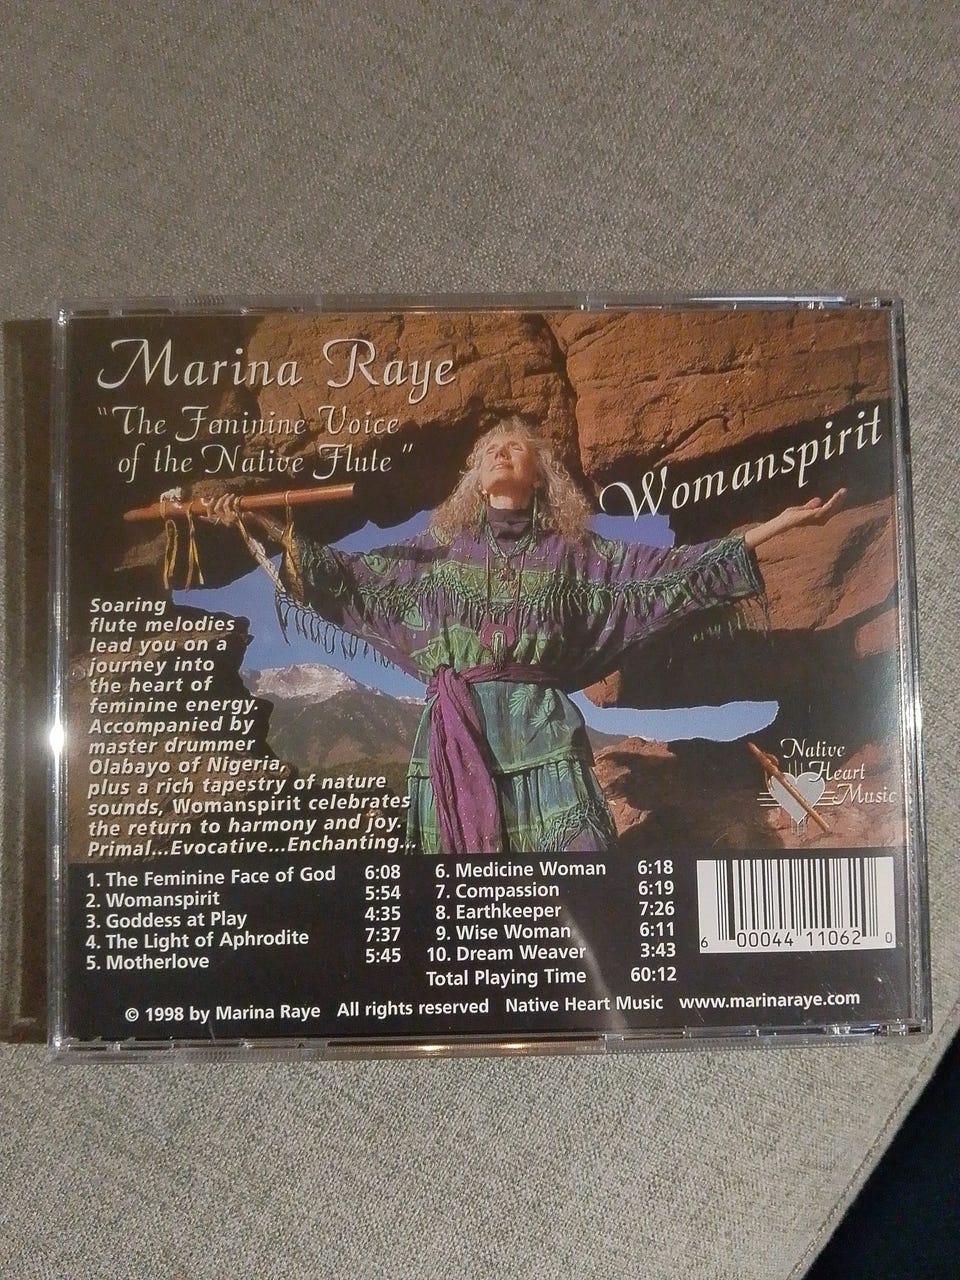 Marina Raye
"The Feminine Voice
of the Native Flute"
Womanspirit
Soaring
flute melodies
lead you on a
journey into
the heart of
feminine energy.
Accompanied by
master drummer
Olabayo of Nigeria,
plus a rich tapestry of nature
sounds, Womanspirit celebrates
the return to harmony and joy.
Primal...Evocative...Enchanting...
Native
Heart
Music
1. The Feminine Face of God 6:08
2. Womanspirit 5:54
3. Goddess at Play 4:35
4. The Light of Aphrodite 7:37
5. Motherlove 5:45
6. Medicine Woman 6:18
7. Compassion 6:19
8. Earthkeeper 7:26
9. Wise Woman 6:11
10. Dream Weaver 3:43
Total Playing Time 60:12
6 00044 11062 0
© 1998 by Marina Raye All rights reserved Native Heart Music www.marinaraye.com